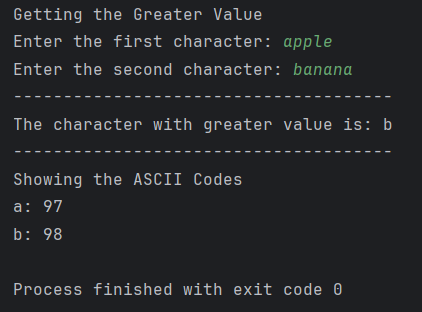 Getting the Greater Value
Enter the first character: apple
Enter the second character: banana
--------------------------------------
The character with greater value is: b
--------------------------------------
Showing the ASCII Codes
a: 97
b: 98
Process finished with exit code 0